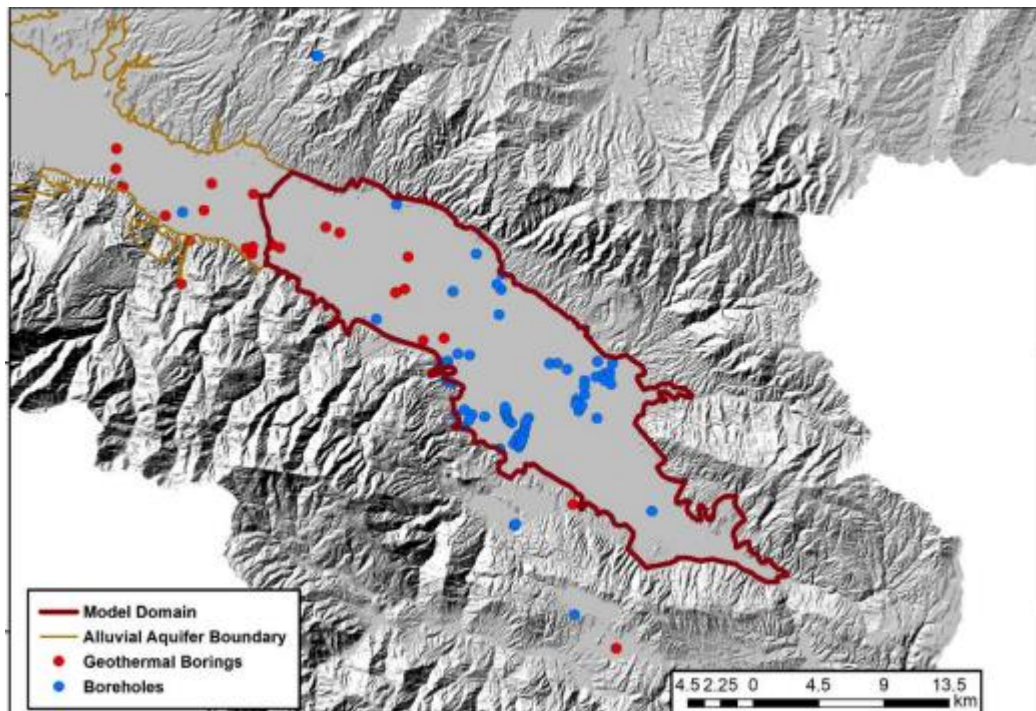 Model Domain
Alluvial Aquifer Boundary
Geothermal Borings
Boreholes
4.5 2.25 0 4.5 9 13.5
km